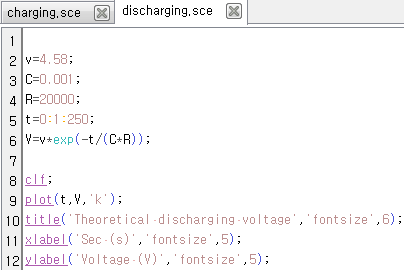 charging.sce discharging.sce
1
2 v=4.58;
3 C=0.001;
4 R=20000;
5 t=0:1:250;
6 V=v*exp(-t/(C*R));
7
8 clf;
9 plot(t,V,'k');
10 title('Theoretical discharging voltage','fontsize',6);
11 xlabel('Sec (s)','fontsize',5);
12 ylabel('Voltage (V)','fontsize',5);